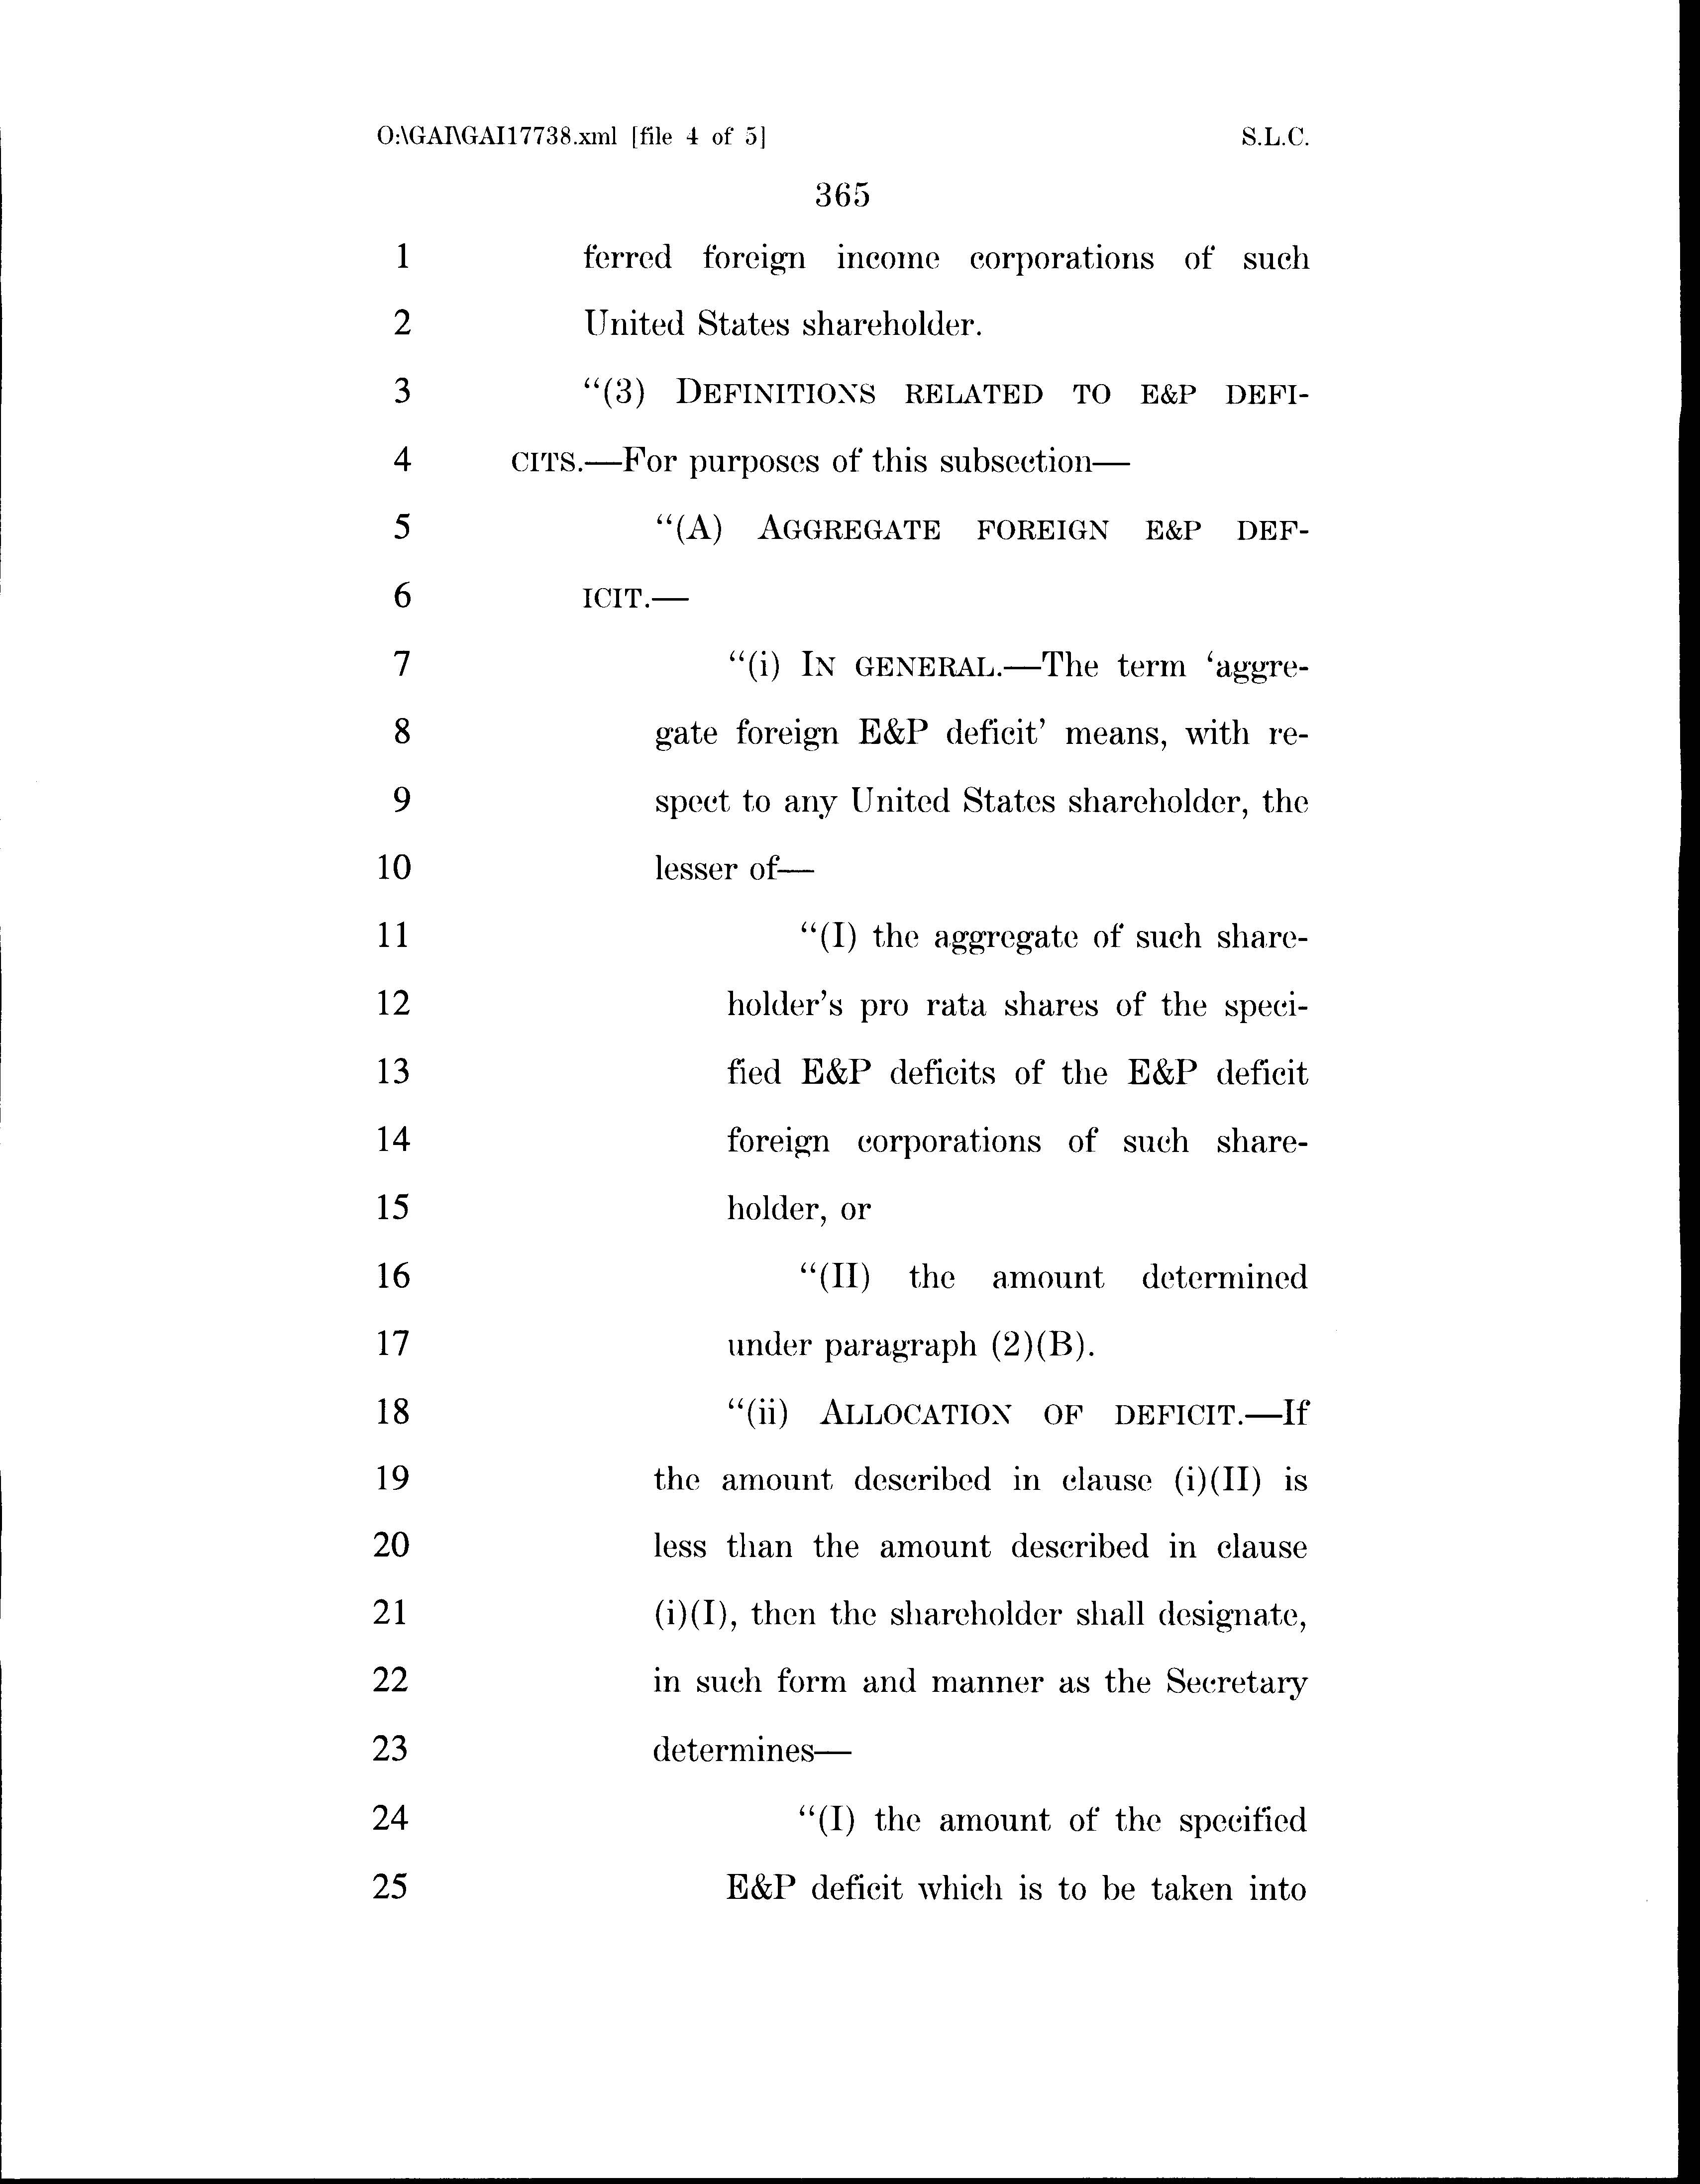 O:\GAI\GAI17738.xml [file 4 of 5] S.L.C.
365
1 ferred foreign income corporations of such
2 United States shareholder.
3 “(3) DEFINITIONS RELATED TO E&P DEFI-
4 CITS.—For purposes of this subsection—
5 “(A) AGGREGATE FOREIGN E&P DEF-
6 ICIT.—
7 “(i) IN GENERAL.—The term ‘aggre-
8 gate foreign E&P deficit’ means, with re-
9 spect to any United States shareholder, the
10 lesser of—
11 “(I) the aggregate of such share-
12 holder’s pro rata shares of the speci-
13 fied E&P deficits of the E&P deficit
14 foreign corporations of such share-
15 holder, or
16 “(II) the amount determined
17 under paragraph (2)(B).
18 “(ii) ALLOCATION OF DEFICIT.—If
19 the amount described in clause (i)(II) is
20 less than the amount described in clause
21 (i)(I), then the shareholder shall designate,
22 in such form and manner as the Secretary
23 determines—
24 “(I) the amount of the specified
25 E&P deficit which is to be taken into